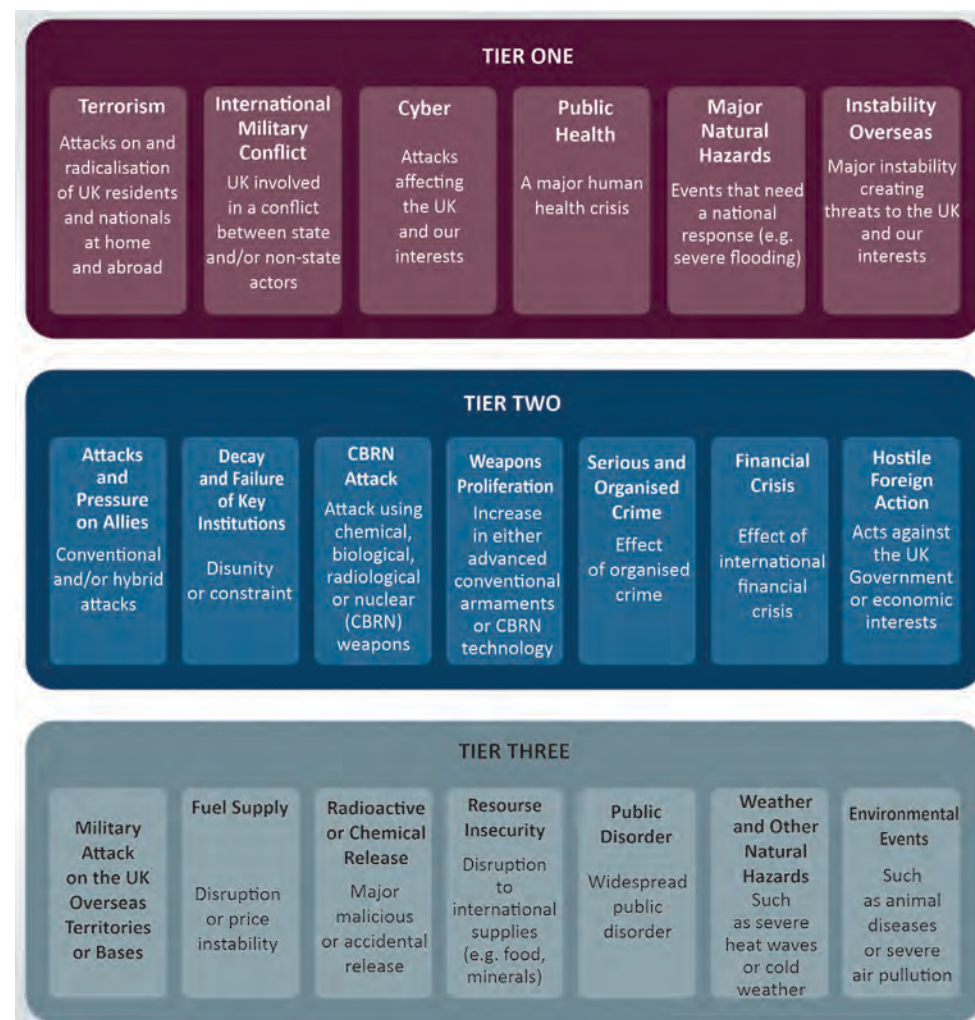 TIER ONE
Terrorism
Attacks on and
radicalisation
of UK residents
and nationals
at home
and abroad
International
Military
Conflict
UK involved
in a conflict
between state
and/or non-state
actors
Cyber
Attacks
affecting
the UK
and our
interests
Public
Health
A major human
health crisis
Major
Natural
Hazards
Events that need
a national
response (e.g.
severe flooding)
Instability
Overseas
Major instability
creating
threats to the UK
and our
interests
TIER TWO
Attacks
and
Pressure
on Allies
Conventional
and/or hybrid
attacks
Decay
and Failure
of Key
Institutions
Disunity
or constraint
CBRN
Attack
Attack using
chemical,
biological,
radiological
or nuclear
(CBRN)
weapons
Weapons
Proliferation
Increase
in either
advanced
conventional
armaments
or CBRN
technology
Serious and
Organised
Crime
Effect
of organised
crime
Financial
Crisis
Effect of
international
financial
crisis
Hostile
Foreign
Action
Acts against
the UK
Government
or economic
interests
TIER THREE
Military
Attack
on the UK
Overseas
Territories
or Bases
Fuel Supply
Disruption
or price
instability
Radioactive
or Chemical
Release
Major
malicious
or accidental
release
Resourse
Insecurity
Disruption
to
international
supplies
(e.g. food,
minerals)
Public
Disorder
Widespread
public
disorder
Weather
and Other
Natural
Hazards
Such
as severe
heat waves
or cold
weather
Environmental
Events
Such
as animal
diseases
or severe
air pullution